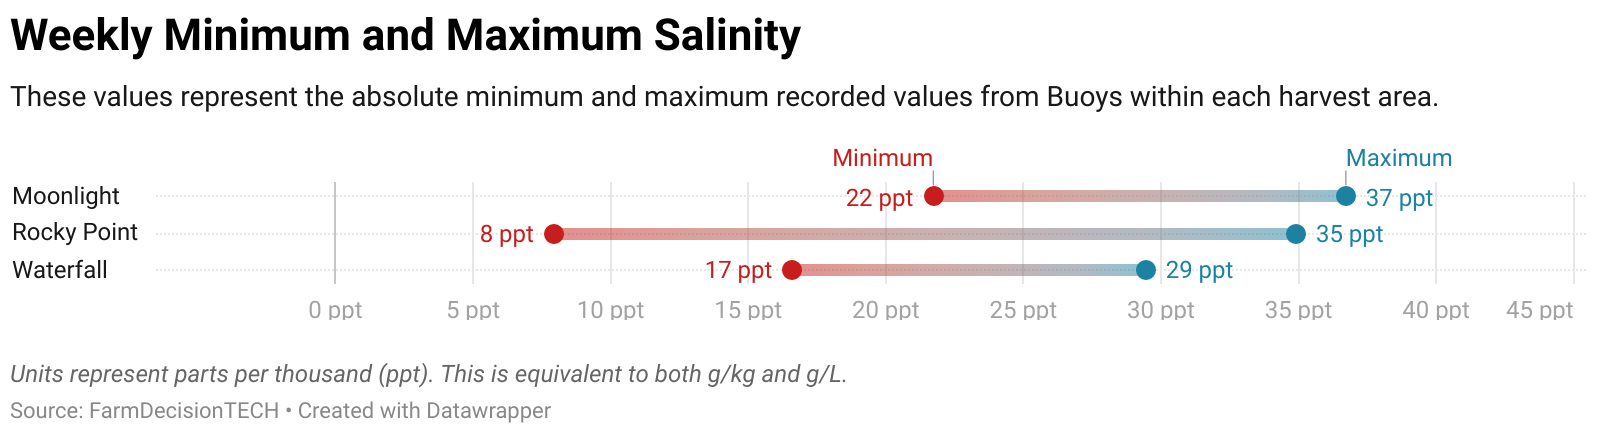 Weekly Minimum and Maximum Salinity
These values represent the absolute minimum and maximum recorded values from Buoys within each harvest area.
Minimum Maximum
Moonlight 22 ppt 37 ppt
Rocky Point 8 ppt 35 ppt
Waterfall 17 ppt 29 ppt
0 ppt 5 ppt 10 ppt 15 ppt 20 ppt 25 ppt 30 ppt 35 ppt 40 ppt 45 ppt
Units represent parts per thousand (ppt). This is equivalent to both g/kg and g/L.
Source: FarmDecisionTECH • Created with Datawrapper